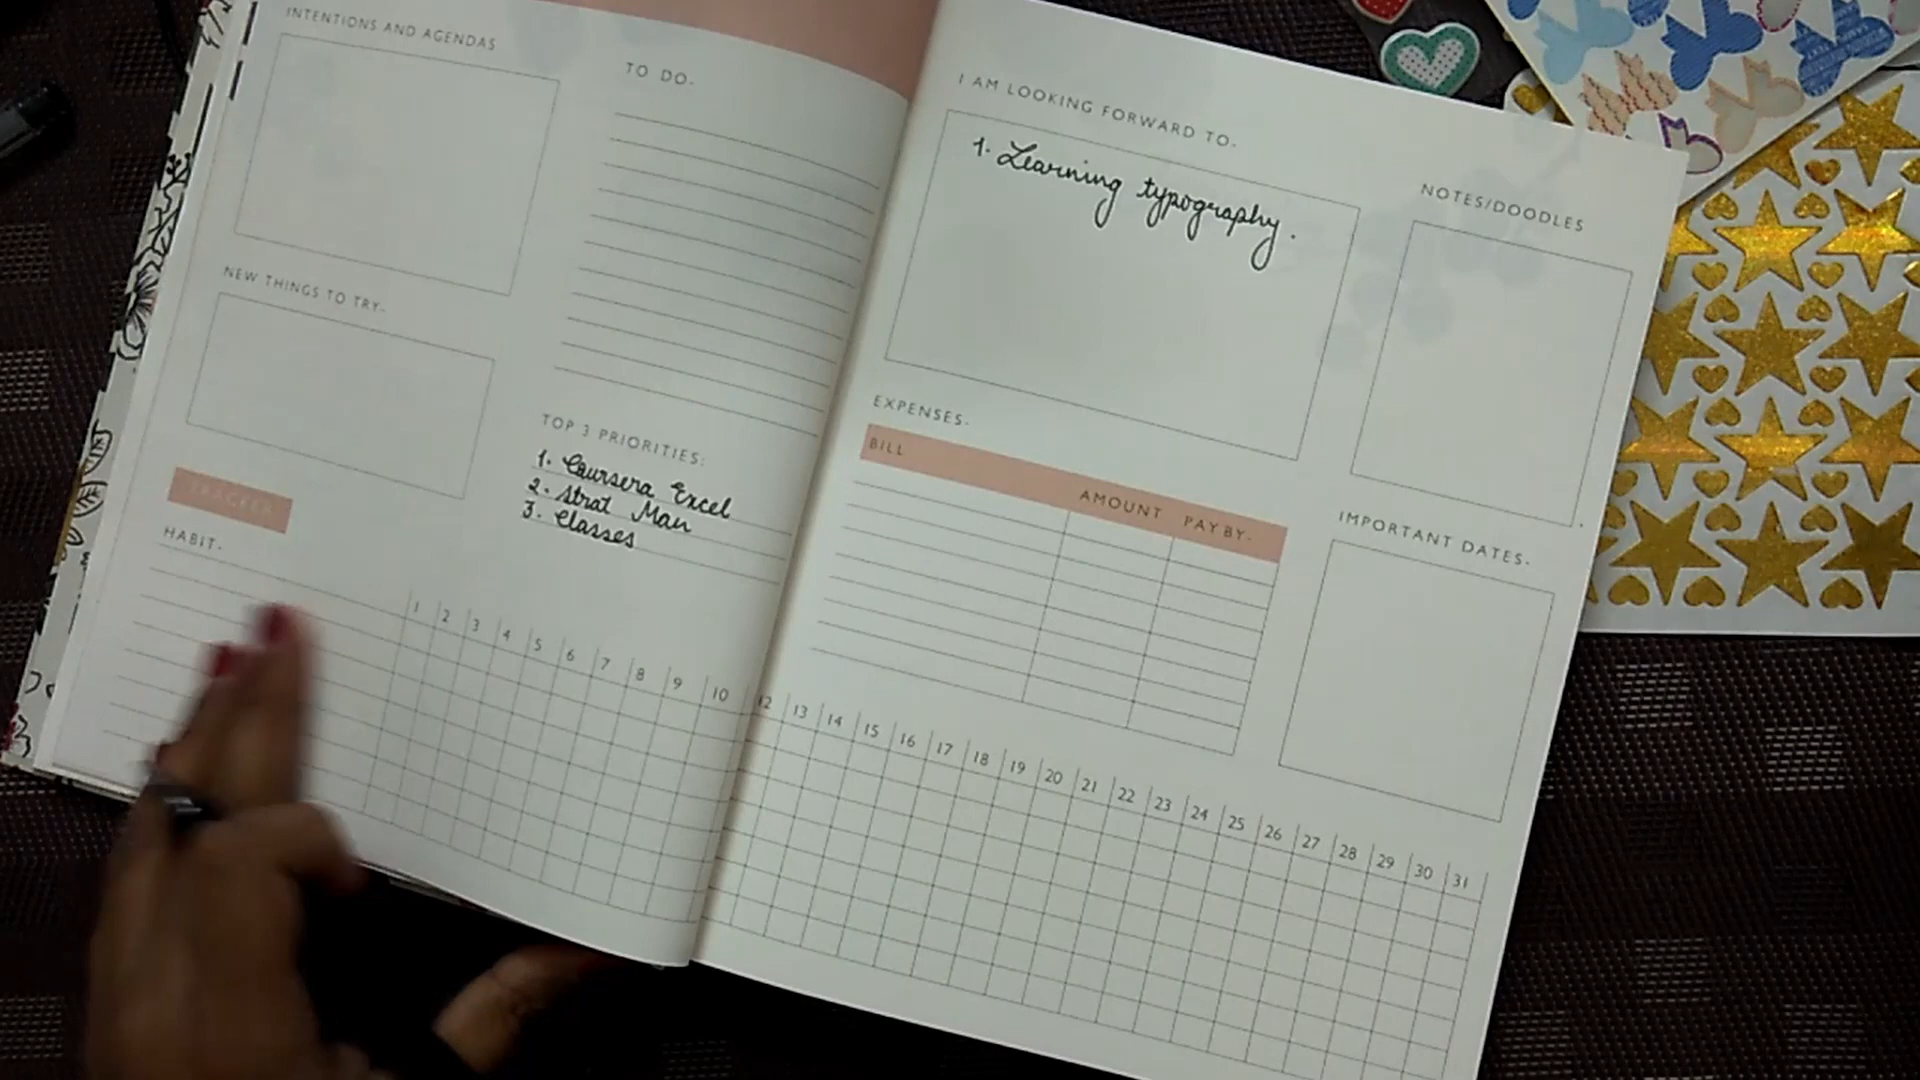 INTENTIONS AND AGENDAS
TO DO-
NEW THINGS TO TRY-
TOP 3 PRIORITIES:
1. Coursera Excel
2. Strat Man
3. Classes
TRACKER
HABIT-
1 2 3 4 5 6 7 8 9 10
I AM LOOKING FORWARD TO-
1. Learning typography.
NOTES/DOODLES
EXPENSES-
BILL AMOUNT PAY BY-
IMPORTANT DATES-
12 13 14 15 16 17 18 19 20 21 22 23 24 25 26 27 28 29 30 31